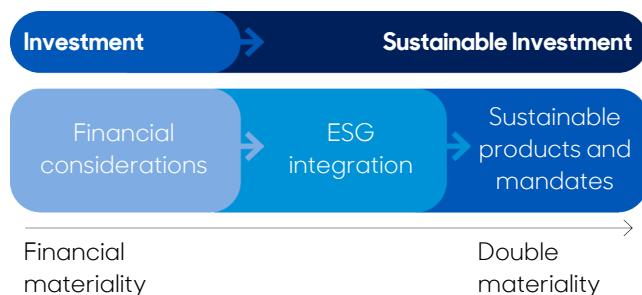 Investment
Sustainable Investment
Financial
considerations
ESG
integration
Sustainable
products and
mandates
Financial
materiality
Double
materiality